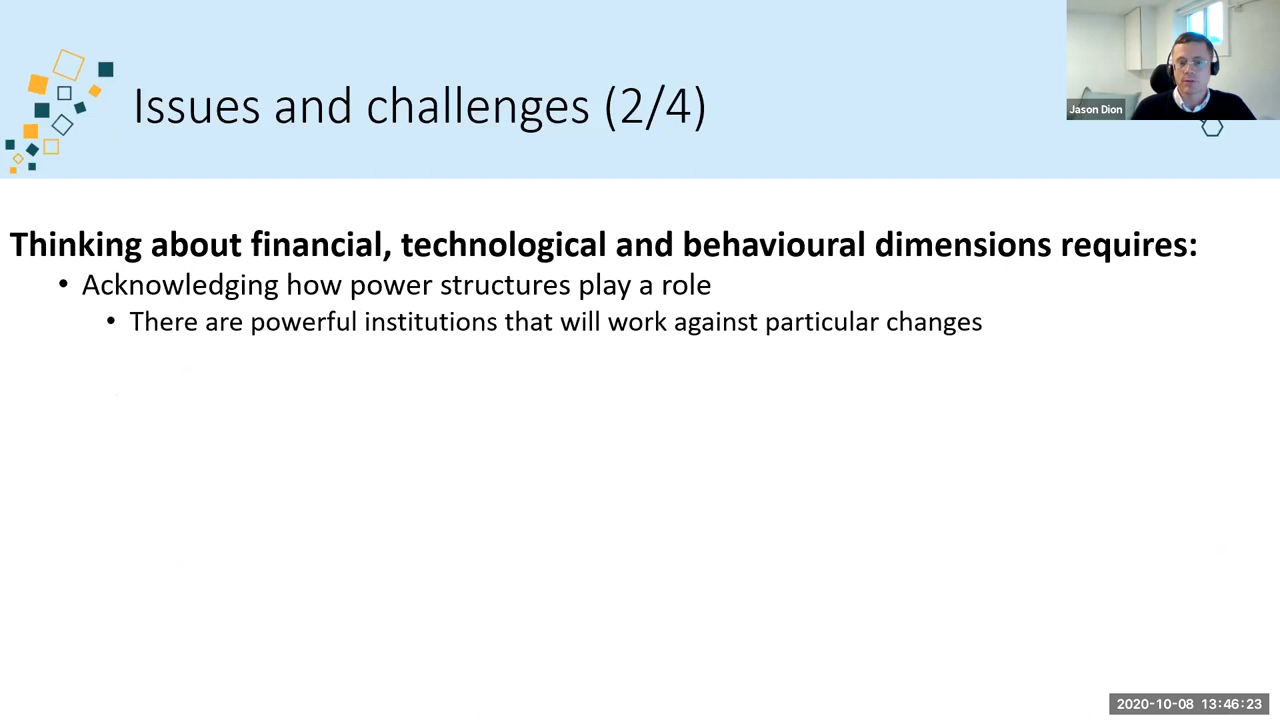 Issues and challenges (2/4)
Jason Dion
Thinking about financial, technological and behavioural dimensions requires:
• Acknowledging how power structures play a role
• There are powerful institutions that will work against particular changes
2020-10-08 13:46:23